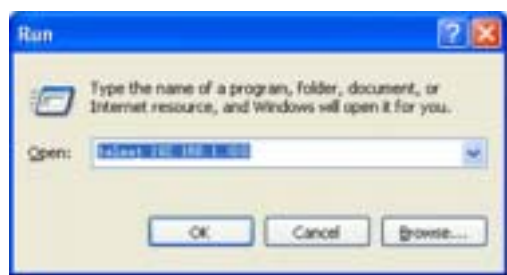 Run
Type the name of a program, folder, document, or
Internet resource, and Windows will open it for you.
Open:
telnet
OK
Cancel
Browse...